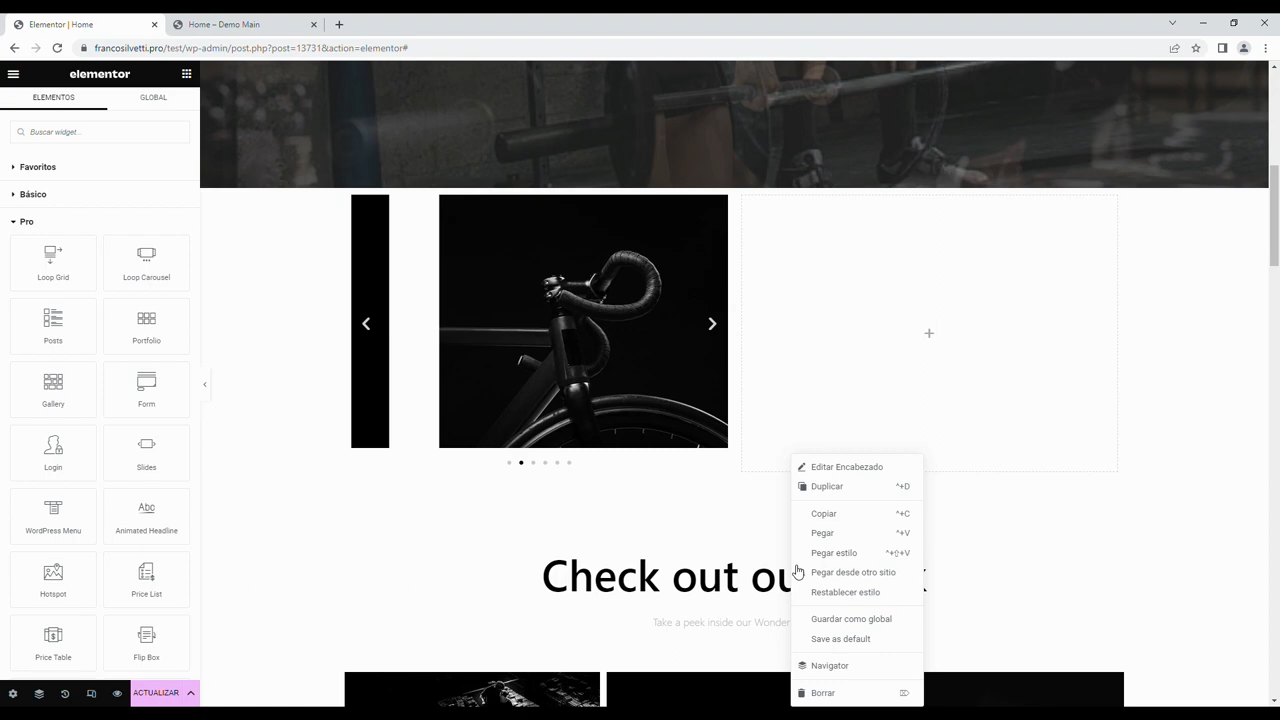 Elementor | Home
Home – Demo Main
francosilvetti.pro/test/wp-admin/post.php?post=13731&action=elementor#
elementor
ELEMENTOS
GLOBAL
Buscar widget...
Favoritos
Básico
Pro
Loop Grid
Loop Carousel
Posts
Portfolio
Gallery
Form
Login
Slides
Abc
WordPress Menu
Animated Headline
Hotspot
Price List
Price Table
Flip Box
ACTUALIZAR
Editar Encabezado
Duplicar ^+D
Copiar ^+C
Pegar ^+V
Pegar estilo ^+⇧+V
Pegar desde otro sitio
Restablecer estilo
Guardar como global
Save as default
Navigator
Borrar
Check out ou
Take a peek inside our Wonder